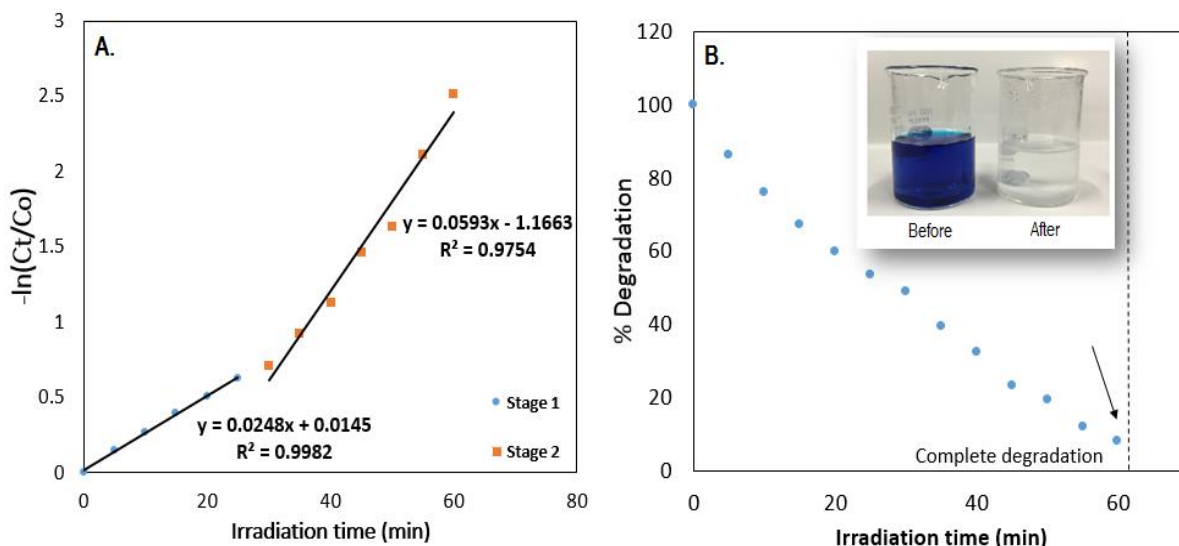 A.
3
2.5
2
1.5
1
0.5
0
0 20 40 60 80
-ln(Ct/Co)
Irradiation time (min)
y = 0.0593x - 1.1663
R² = 0.9754
y = 0.0248x + 0.0145
R² = 0.9982
Stage 1
Stage 2
B.
120
100
80
60
40
20
0
0 20 40 60
% Degradation
Irradiation time (min)
Before After
Complete degradation